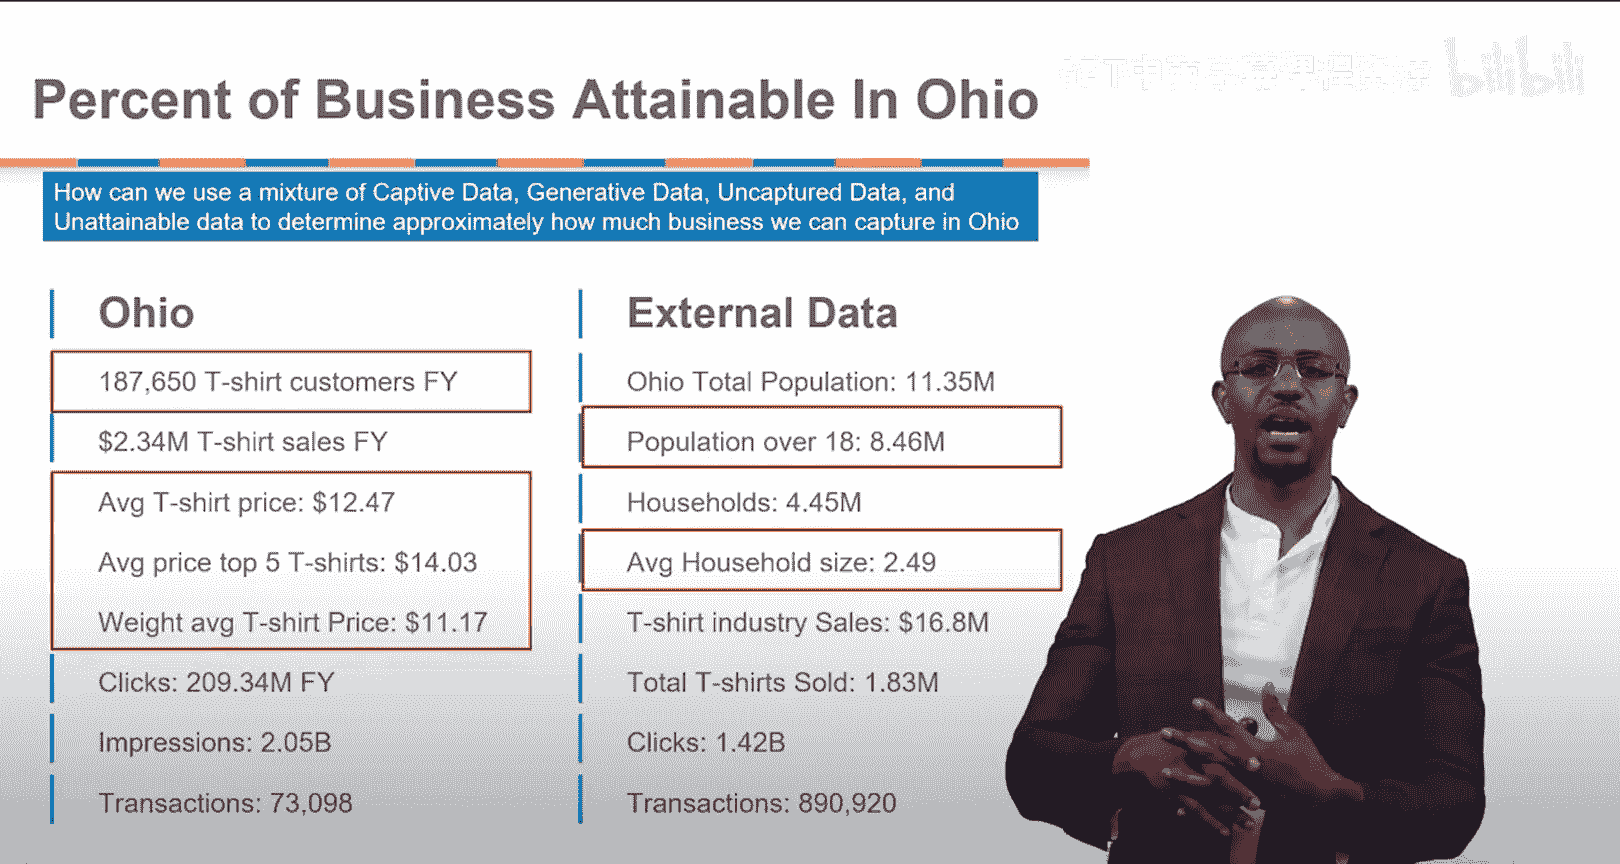 Percent of Business Attainable In Ohio
bilibili
How can we use a mixture of Captive Data, Generative Data, Uncaptured Data, and
Unattainable data to determine approximately how much business we can capture in Ohio
Ohio
187,650 T-shirt customers FY
$2.34M T-shirt sales FY
Avg T-shirt price: $12.47
Avg price top 5 T-shirts: $14.03
Weight avg T-shirt Price: $11.17
Clicks: 209.34M FY
Impressions: 2.05B
Transactions: 73,098
External Data
Ohio Total Population: 11.35M
Population over 18: 8.46M
Households: 4.45M
Avg Household size: 2.49
T-shirt industry Sales: $16.8M
Total T-shirts Sold: 1.83M
Clicks: 1.42B
Transactions: 890,920